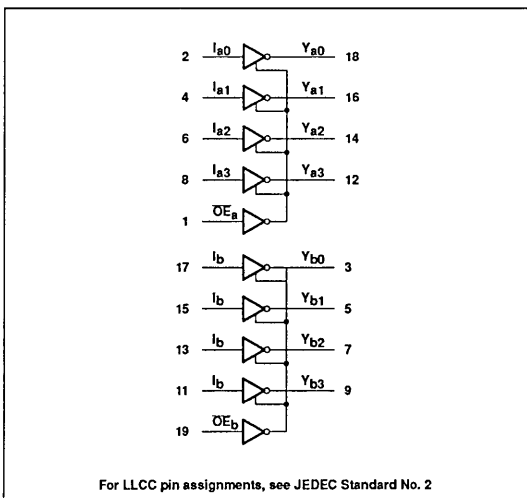 2 Ia0 Ya0 18
4 Ia1 Ya1 16
6 Ia2 Ya2 14
8 Ia3 Ya3 12
1 O̅E̅a
17 Ib Yb0 3
15 Ib Yb1 5
13 Ib Yb2 7
11 Ib Yb3 9
19 O̅E̅b
For LLCC pin assignments, see JEDEC Standard No. 2